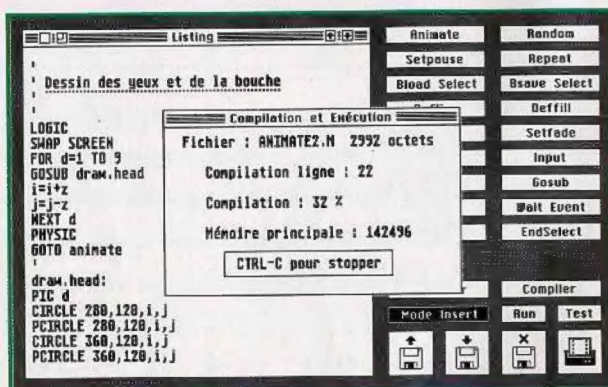 Listing
'
' Dessin des yeux et de la bouche
'
'
LOGIC
SWAP SCREEN
FOR d=1 TO 9
GOSUB draw.head
i=i+z
j=j-z
NEXT d
PHYSIC
GOTO animate
'
draw.head:
PIC d
CIRCLE 280,120,i,j
PCIRCLE 280,120,i,j
CIRCLE 360,120,i,j
PCIRCLE 360,120,i,j
Compilation et Exécution
Fichier : ANIMATE2.M 2992 octets
Compilation ligne : 22
Compilation : 32 %
Mémoire principale : 142496
CTRL-C pour stopper
Animate Random
Setpause Repeat
Bload Select Bsave Select
Deffill
Setfade
Input
Gosub
Wait Event
EndSelect
Compiler
Mode Insert Run Test